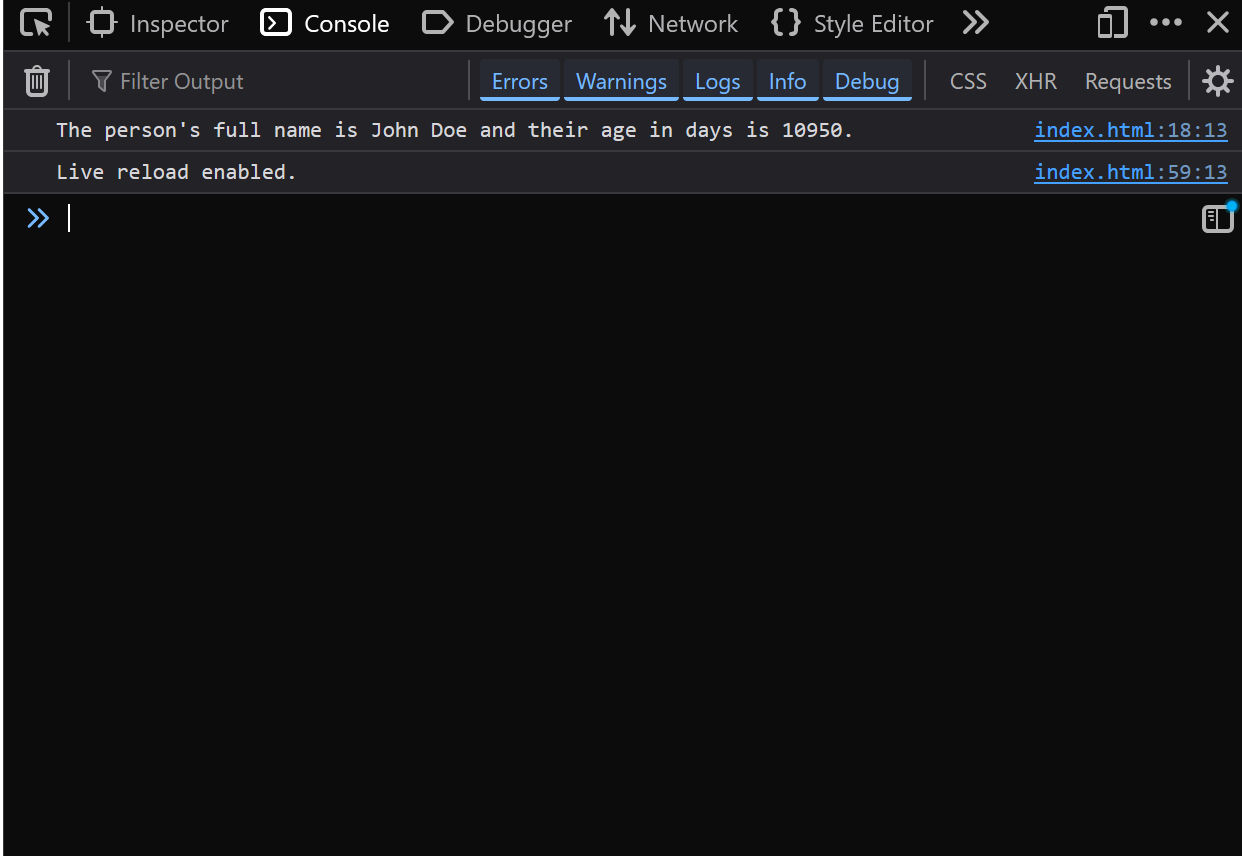 Inspector Console Debugger Network Style Editor
Filter Output Errors Warnings Logs Info Debug CSS XHR Requests
The person's full name is John Doe and their age in days is 10950. index.html:18:13
Live reload enabled. index.html:59:13